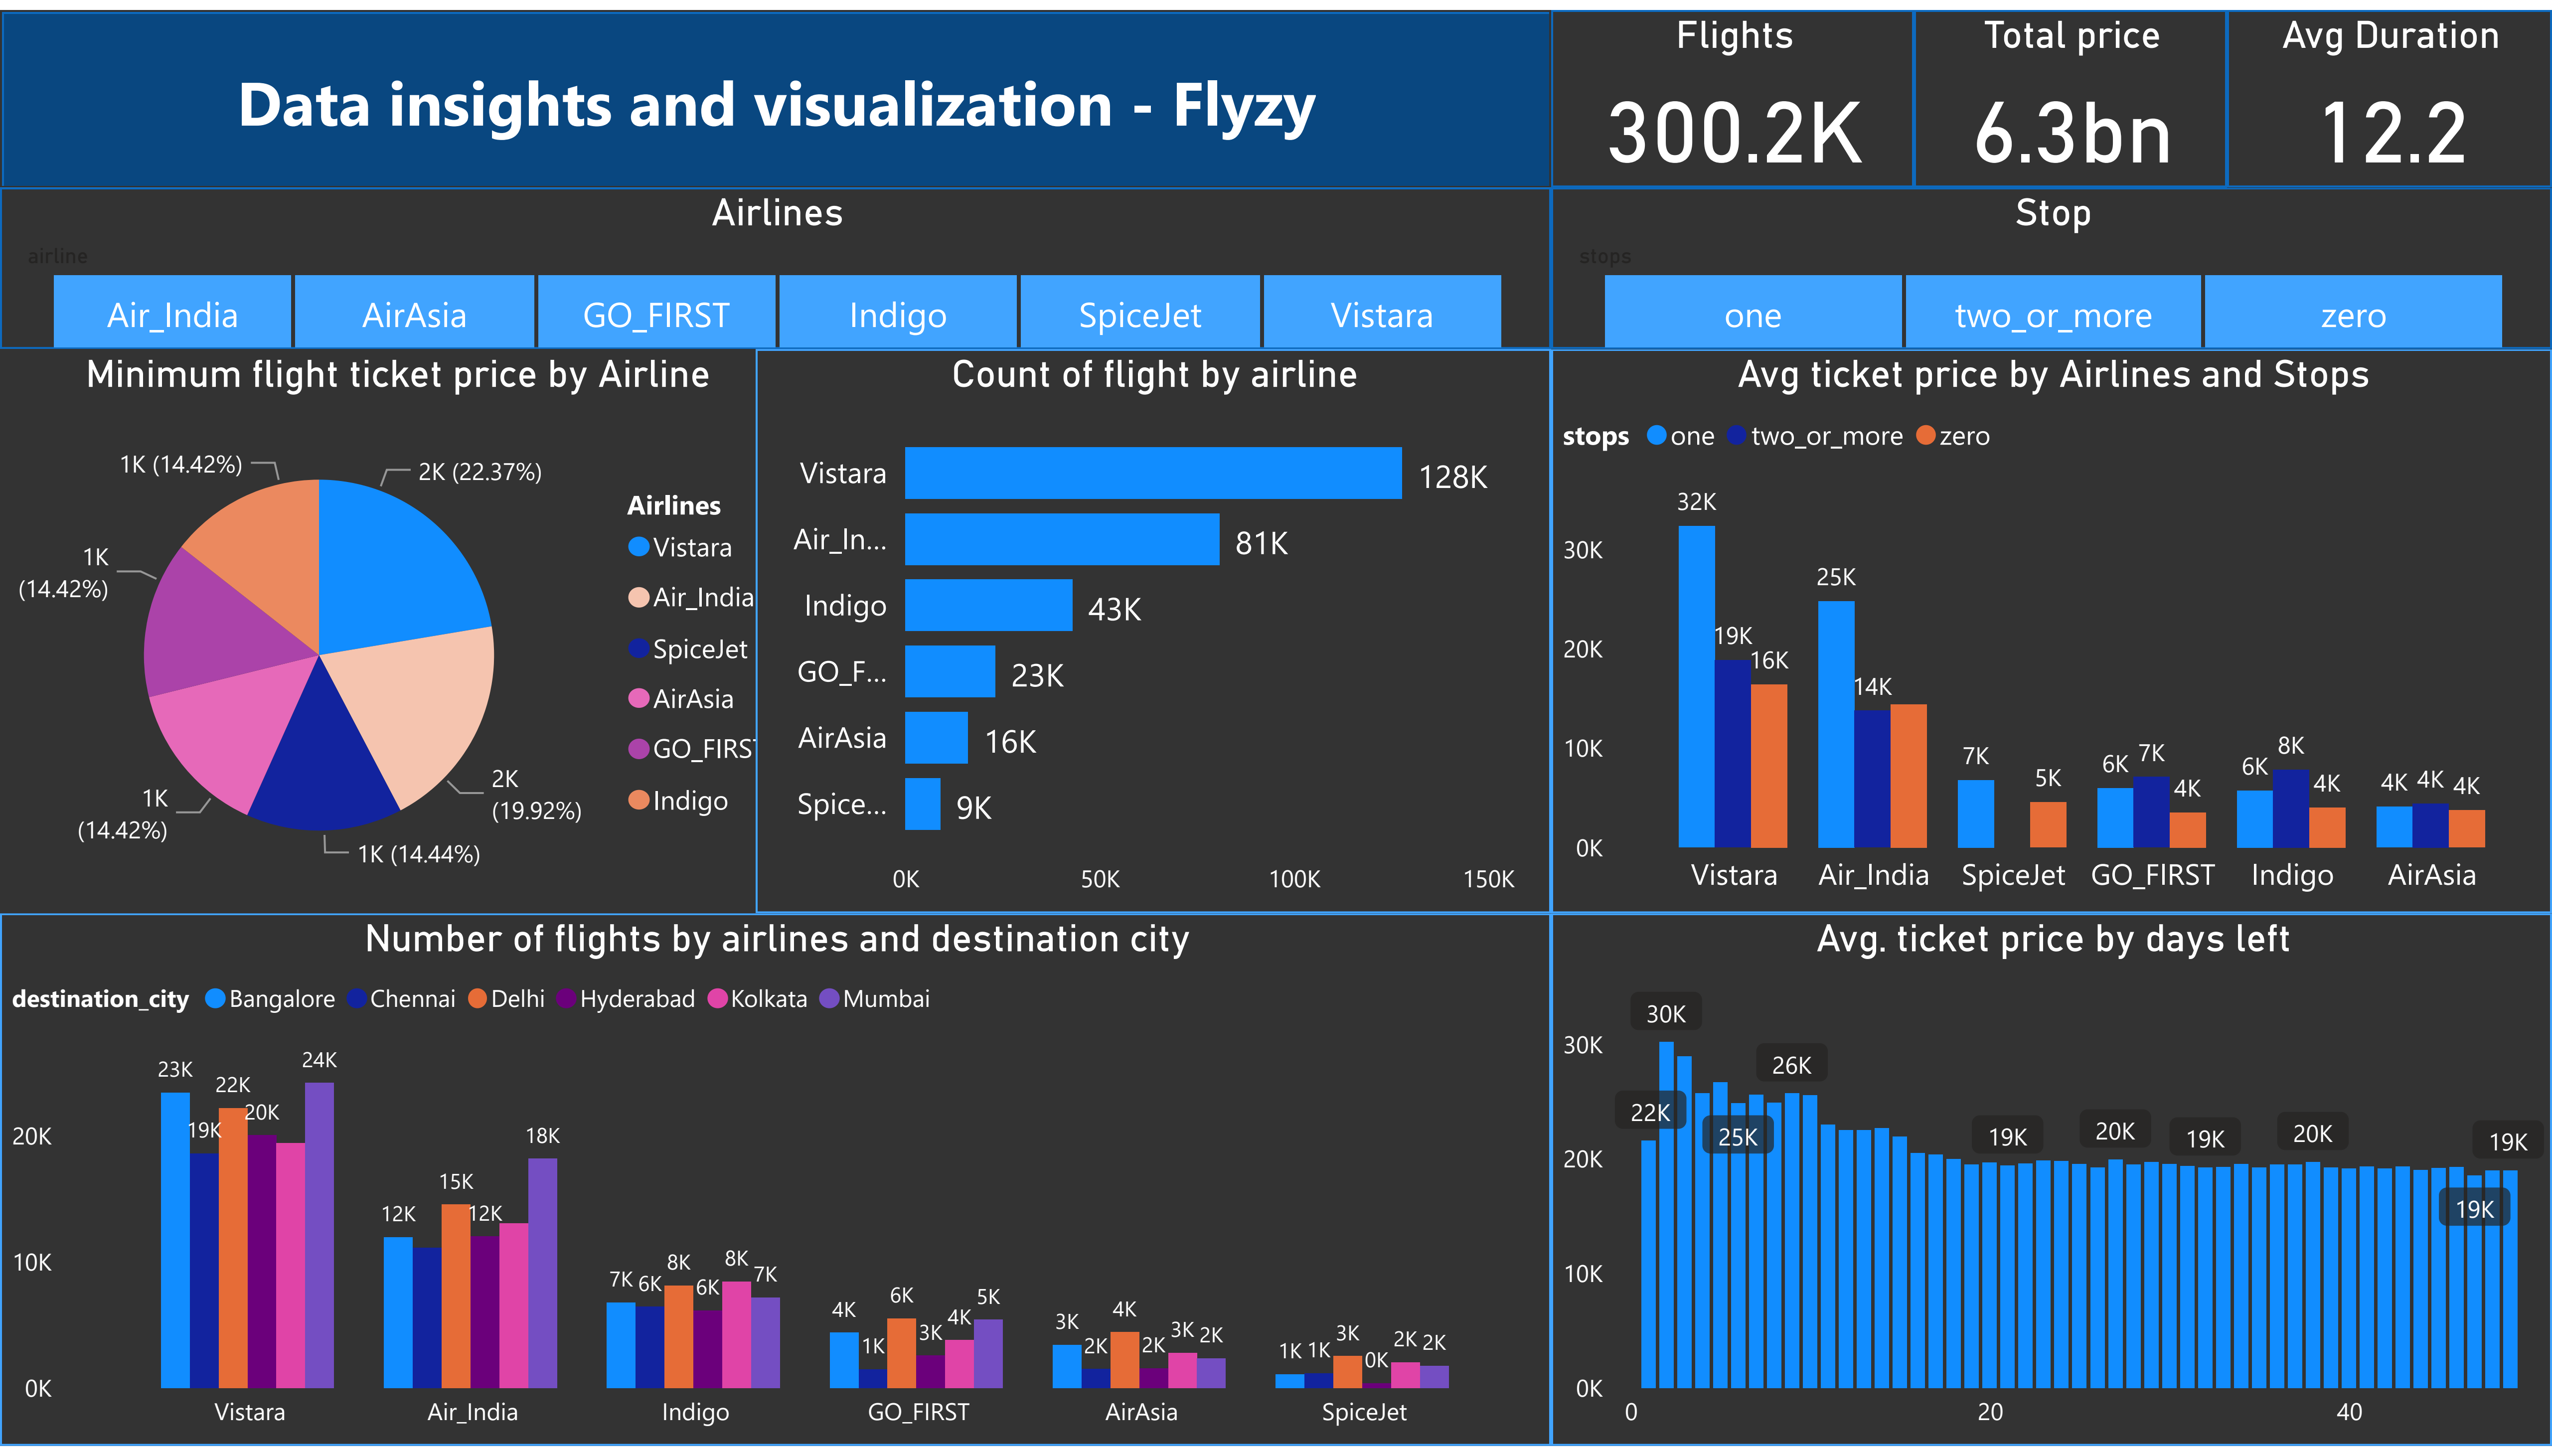 Data insights and visualization - Flyzy
Flights
300.2K
Total price
6.3bn
Avg Duration
12.2
Airlines
airline
Air_India AirAsia GO_FIRST Indigo SpiceJet Vistara
Stop
stops
one two_or_more zero
Minimum flight ticket price by Airline
1K (14.42%)
2K (22.37%)
1K
(14.42%)
1K
(14.42%)
1K (14.44%)
2K
(19.92%)
Airlines
Vistara
Air_India
SpiceJet
AirAsia
GO_FIRST
Indigo
Count of flight by airline
Vistara 128K
Air_In... 81K
Indigo 43K
GO_F... 23K
AirAsia 16K
Spice... 9K
0K 50K 100K 150K
Avg ticket price by Airlines and Stops
stops one two_or_more zero
30K
20K
10K
0K
32K 19K 16K
25K 14K
7K 5K
6K 7K 4K
6K 8K 4K
4K 4K 4K
Vistara Air_India SpiceJet GO_FIRST Indigo AirAsia
Number of flights by airlines and destination city
destination_city Bangalore Chennai Delhi Hyderabad Kolkata Mumbai
20K
10K
0K
23K 19K 22K 20K 24K
12K 15K 12K 18K
7K 6K 8K 6K 8K 7K
4K 1K 6K 3K 4K 5K
3K 2K 4K 2K 3K 2K
1K 1K 3K 0K 2K 2K
Vistara Air_India Indigo GO_FIRST AirAsia SpiceJet
Avg. ticket price by days left
30K
20K
10K
0K
22K 30K 25K 26K 19K 20K 19K 20K 19K 19K
0 20 40